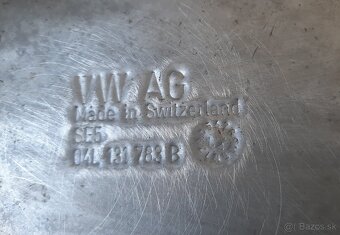 VW AG
Made in Switzerland
SE5
04L 131 783 B
Bazos.sk